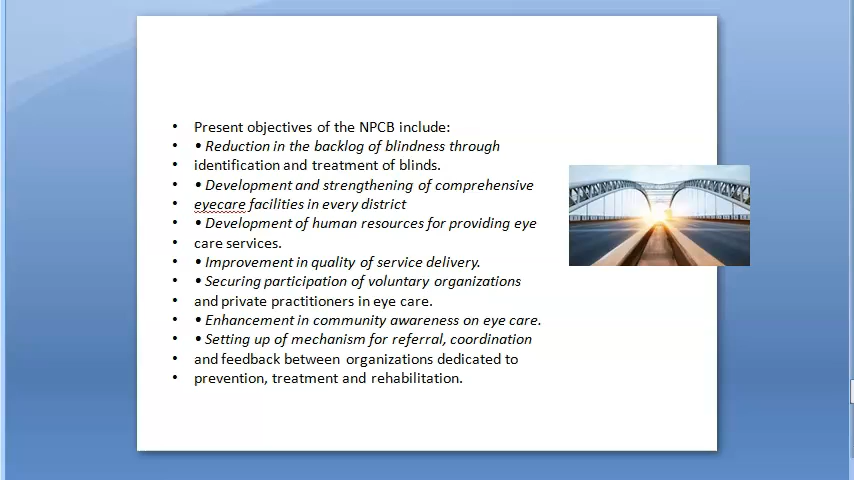 • Present objectives of the NPCB include:
• • Reduction in the backlog of blindness through
• identification and treatment of blinds.
• • Development and strengthening of comprehensive
• eyecare facilities in every district
• • Development of human resources for providing eye
• care services.
• • Improvement in quality of service delivery.
• • Securing participation of voluntary organizations
• and private practitioners in eye care.
• • Enhancement in community awareness on eye care.
• • Setting up of mechanism for referral, coordination
• and feedback between organizations dedicated to
• prevention, treatment and rehabilitation.